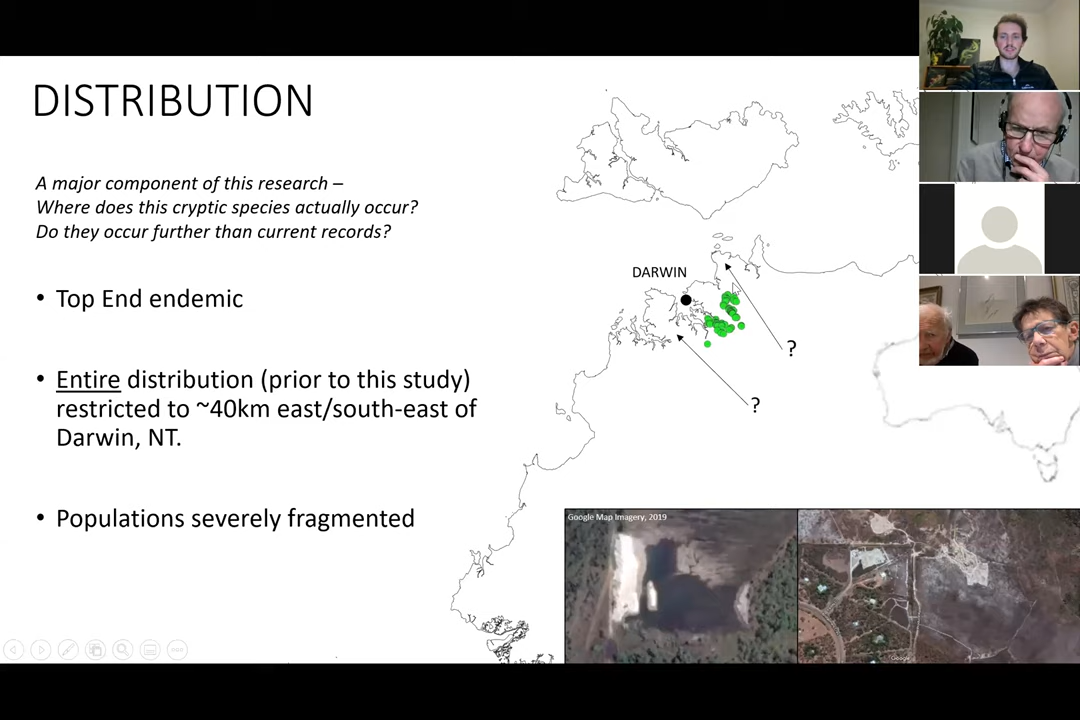 DISTRIBUTION
A major component of this research –
Where does this cryptic species actually occur?
Do they occur further than current records?
• Top End endemic
• Entire distribution (prior to this study)
restricted to ~40km east/south-east of
Darwin, NT.
• Populations severely fragmented
DARWIN
?
?
Google Map Imagery, 2019
Google